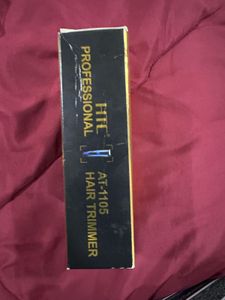 HTC
PROFESSIONAL
AT-1105
HAIR TRIMMER